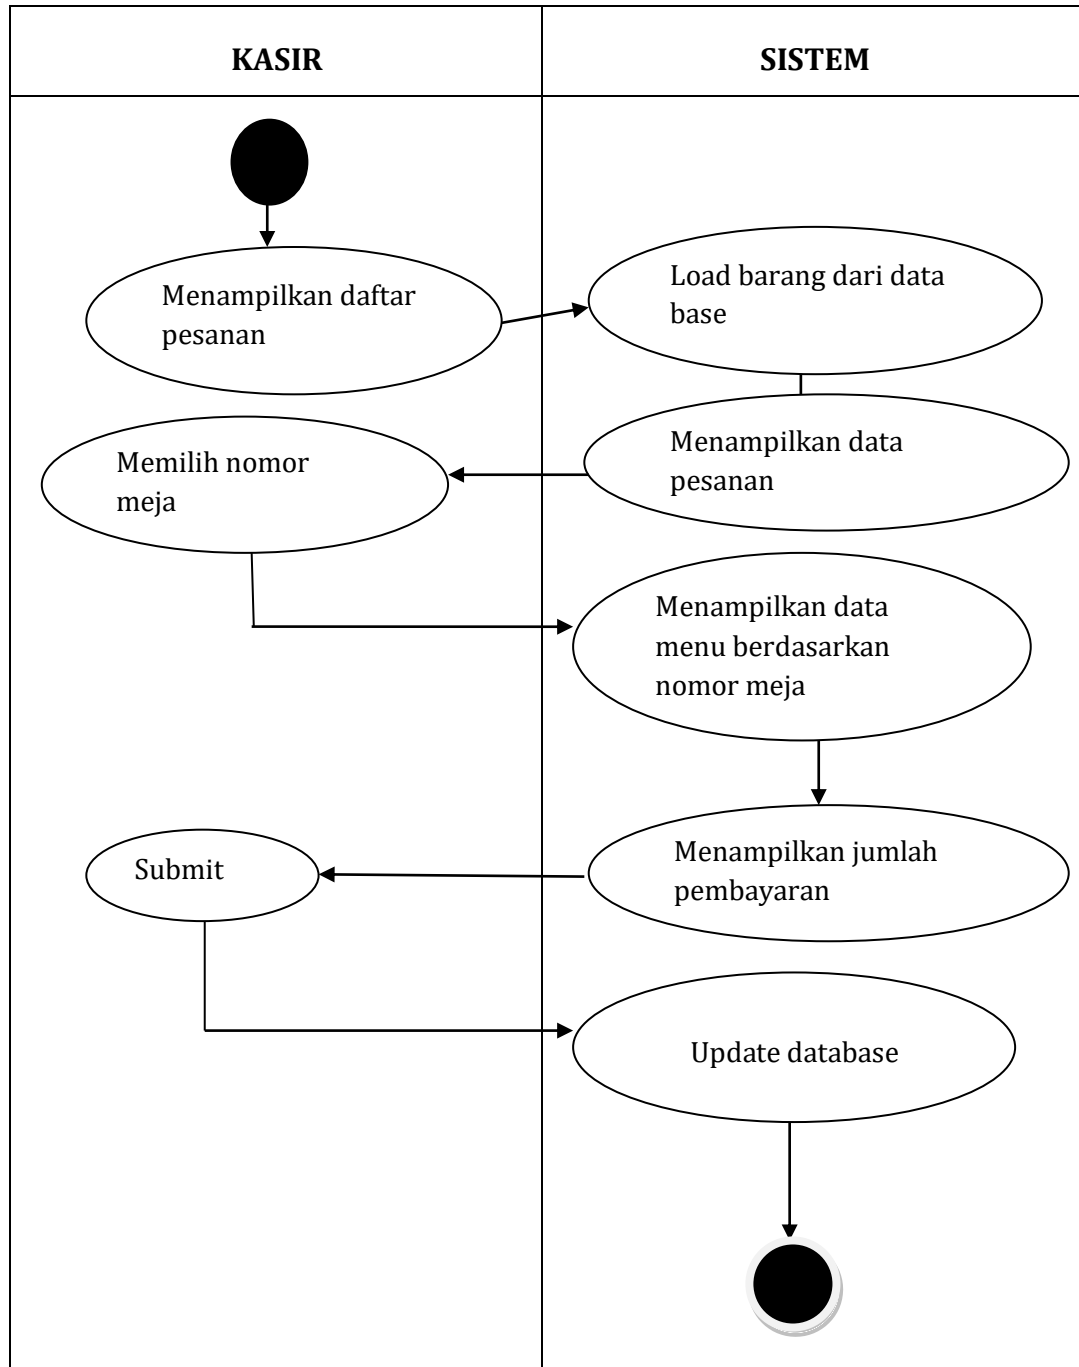 KASIR
SISTEM
Menampilkan daftar
pesanan
Load barang dari data
base
Memilih nomor
meja
Menampilkan data
pesanan
Menampilkan data
menu berdasarkan
nomor meja
Submit
Menampilkan jumlah
pembayaran
Update database